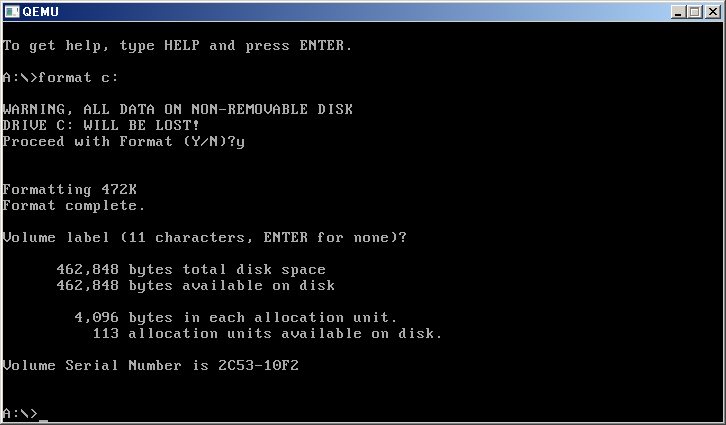 QEMU
To get help, type HELP and press ENTER.
A:\>format c:
WARNING, ALL DATA ON NON-REMOVABLE DISK
DRIVE C: WILL BE LOST!
Proceed with Format (Y/N)?y
Formatting 472K
Format complete.
Volume label (11 characters, ENTER for none)?
462,848 bytes total disk space
462,848 bytes available on disk
4,096 bytes in each allocation unit.
113 allocation units available on disk.
Volume Serial Number is 2C53-10F2
A:\>_